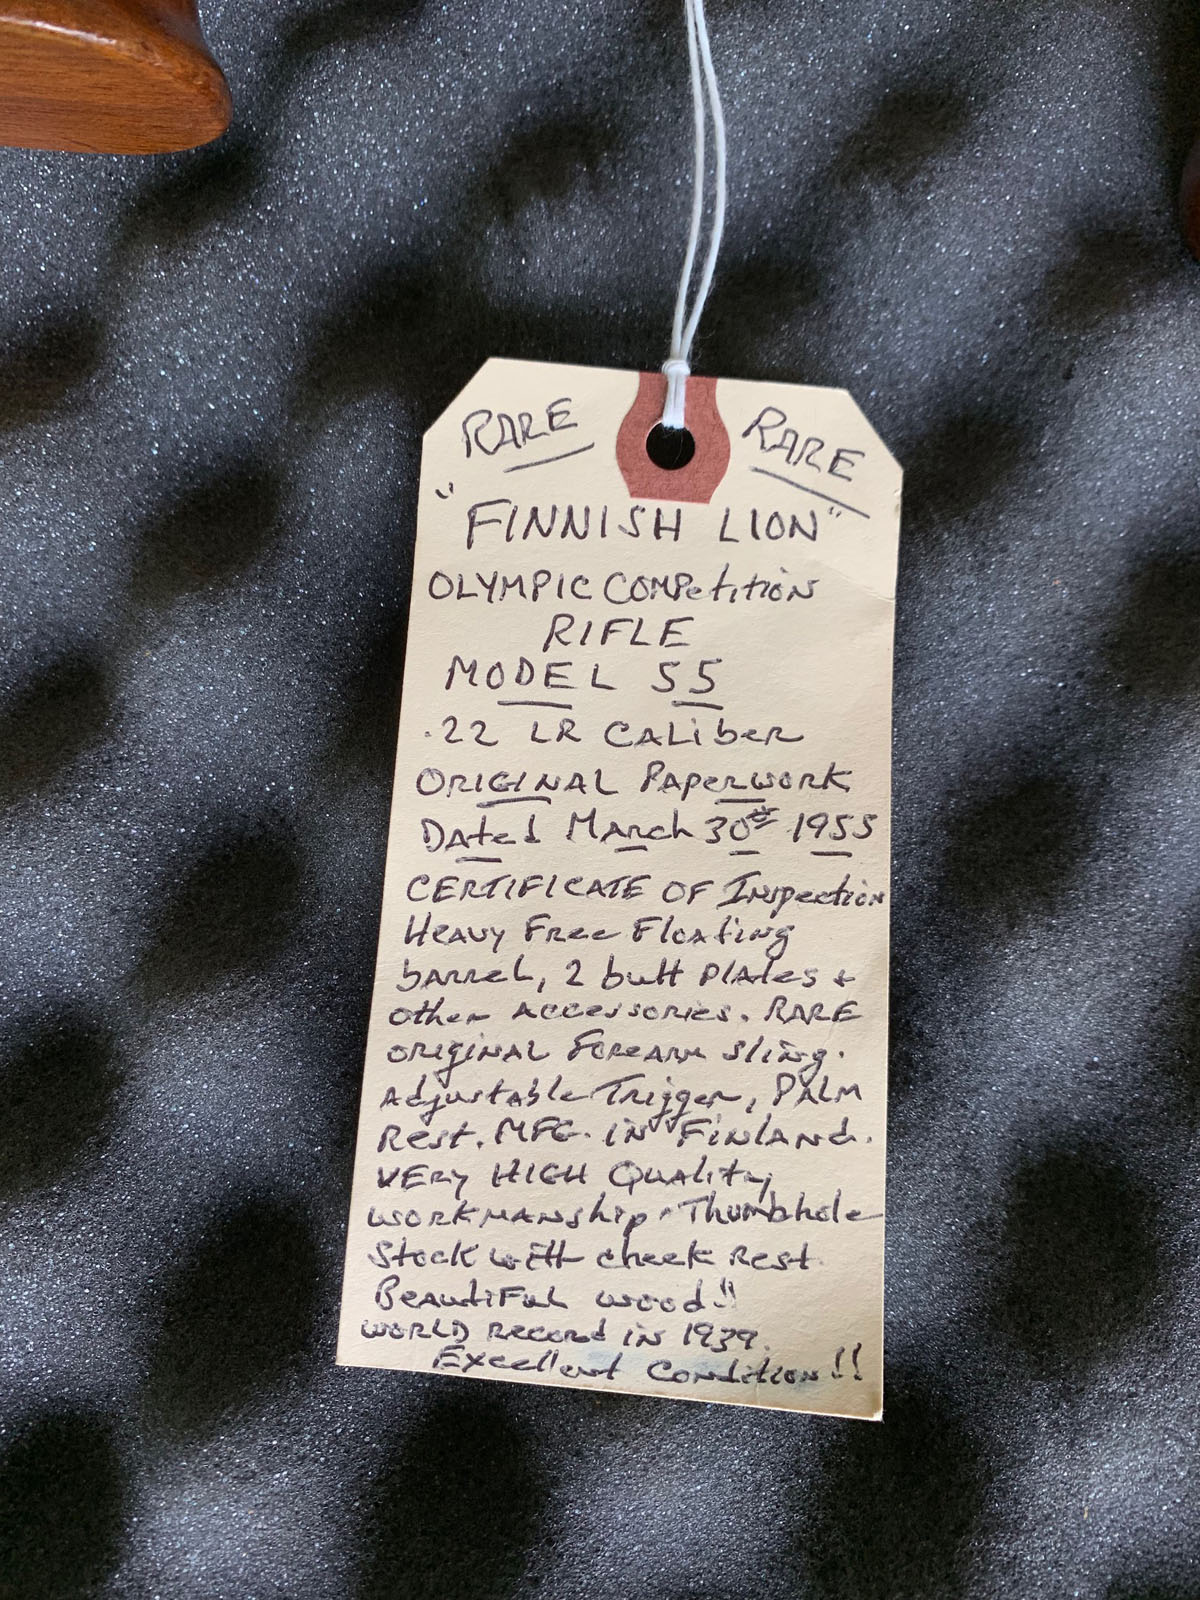 RARE RARE
"FINNISH LION"
OLYMPIC COMPetition
RIFLE
MODEL 55
.22 LR CALiber
ORIGINAL PAperwork
Dated March 30th 1955
CERTIFICATE OF Inspection
Heavy Free Floating
barrel, 2 butt plates &
other Accessories. RARE
original Forearm sling.
Adjustable Trigger, PALM
Rest. MFG. in Finland.
VERY HIGH Quality
workmanship. Thumbhole
Stock with cheek Rest.
Beautiful wood!!
WORLD Record in 1939.
Excellent Condition!!